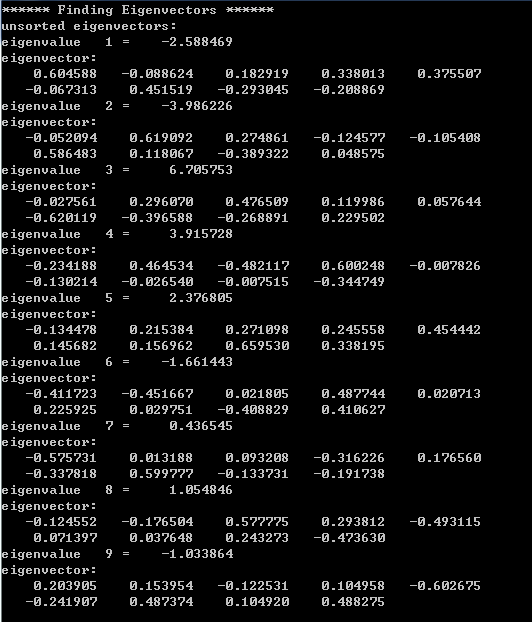 ****** Finding Eigenvectors ******
unsorted eigenvectors:
eigenvalue   1 =    -2.588469
eigenvector:
    0.604588   -0.088624    0.182919    0.338013    0.375507
   -0.067313    0.451519   -0.293045   -0.208869
eigenvalue   2 =    -3.986226
eigenvector:
   -0.052094    0.619092    0.274861   -0.124577   -0.105408
    0.586483    0.118067   -0.389322    0.048575
eigenvalue   3 =     6.705753
eigenvector:
   -0.027561    0.296070    0.476509    0.119986    0.057644
   -0.620119   -0.396588   -0.268891    0.229502
eigenvalue   4 =     3.915728
eigenvector:
   -0.234188    0.464534   -0.482117    0.600248   -0.007826
   -0.130214   -0.026540   -0.007515   -0.344749
eigenvalue   5 =     2.376805
eigenvector:
   -0.134478    0.215384    0.271098    0.245558    0.454442
    0.145682    0.156962    0.659530    0.338195
eigenvalue   6 =    -1.661443
eigenvector:
   -0.411723   -0.451667    0.021805    0.487744    0.020713
    0.225925    0.029751   -0.408829    0.410627
eigenvalue   7 =     0.436545
eigenvector:
   -0.575731    0.013188    0.093208   -0.316226    0.176560
   -0.337818    0.599777   -0.133731   -0.191738
eigenvalue   8 =     1.054846
eigenvector:
   -0.124552   -0.176504    0.577775    0.293812   -0.493115
    0.071397    0.037648    0.243273   -0.473630
eigenvalue   9 =    -1.033864
eigenvector:
    0.203905    0.153954   -0.122531    0.104958   -0.602675
   -0.241907    0.487374    0.104920    0.488275